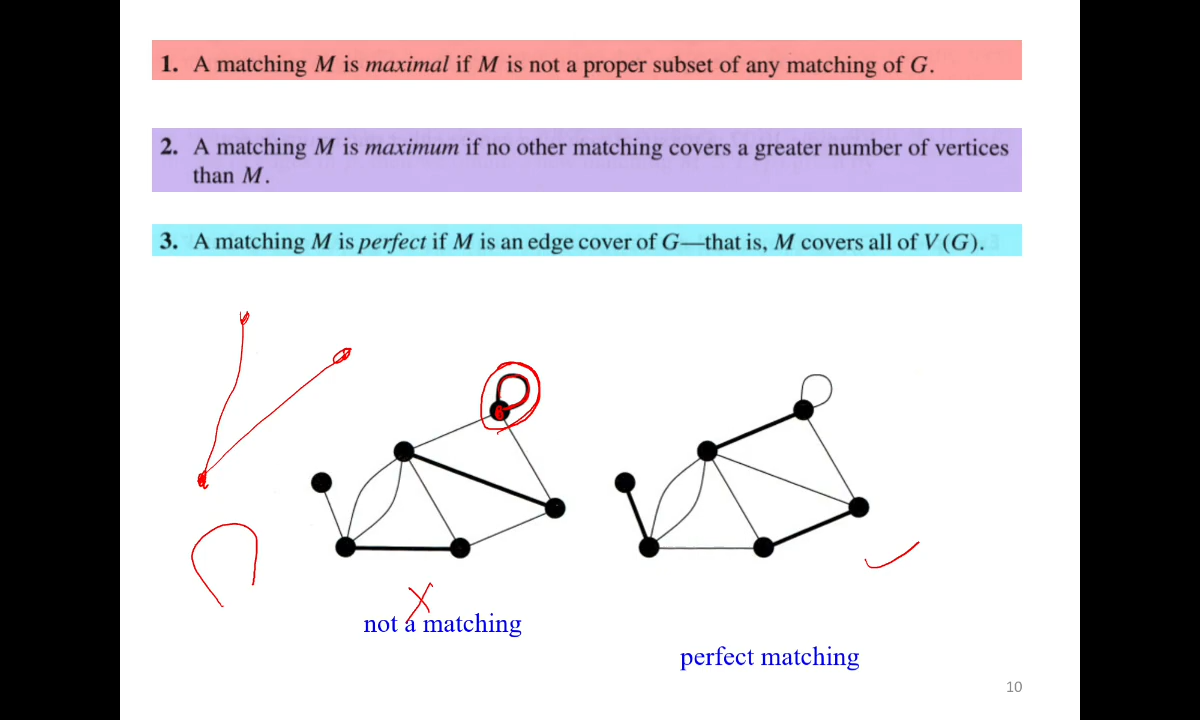 1. A matching M is maximal if M is not a proper subset of any matching of G.
2. A matching M is maximum if no other matching covers a greater number of vertices
than M.
3. A matching M is perfect if M is an edge cover of G—that is, M covers all of V(G).
not a matching
perfect matching
10